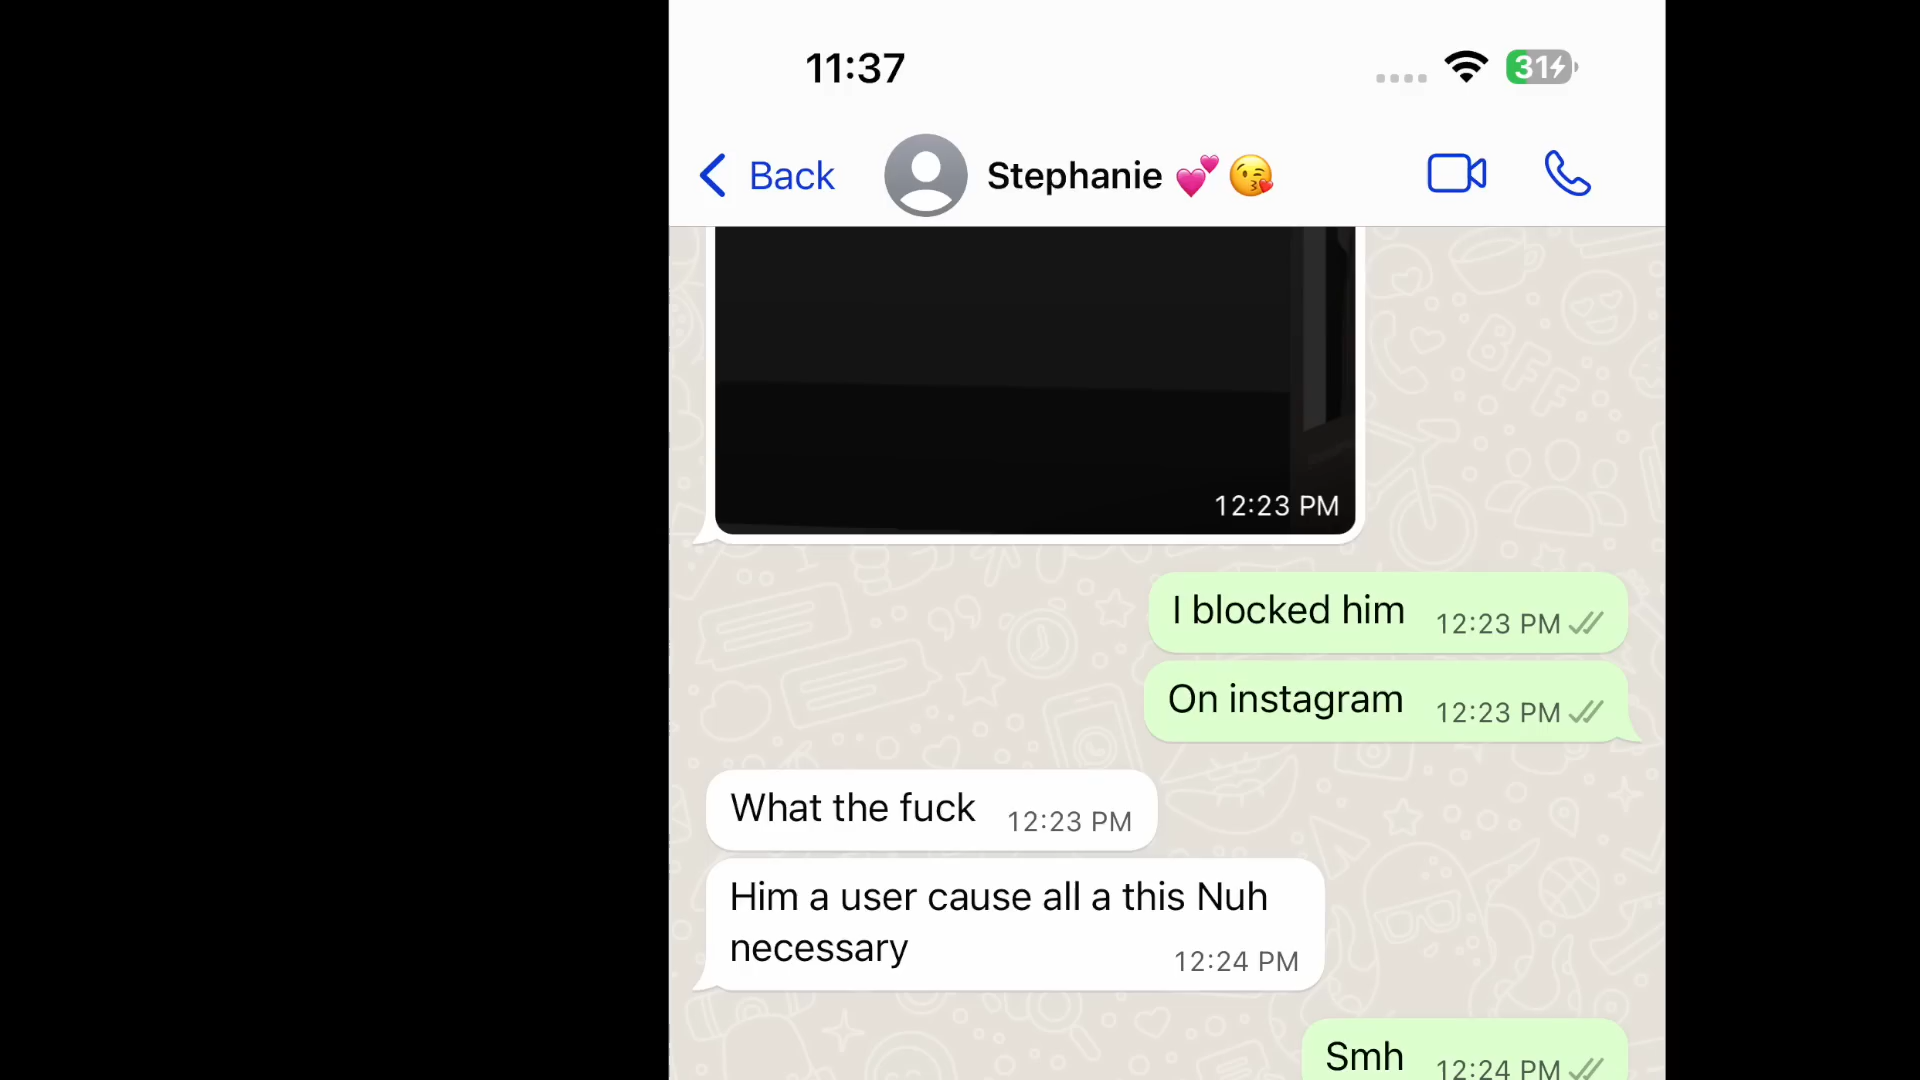 11:37
31
Back
Stephanie 💕 😘
12:23 PM
I blocked him 12:23 PM
On instagram 12:23 PM
What the fuck 12:23 PM
Him a user cause all a this Nuh
necessary 12:24 PM
Smh 12:24 PM